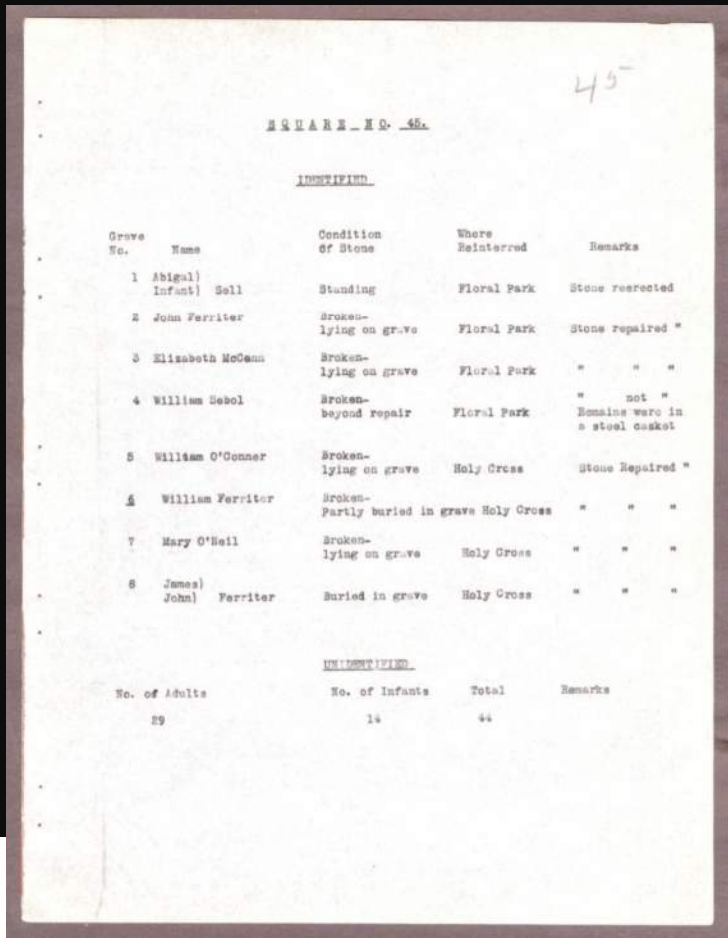 45
SQUARE NO. 45.
IDENTIFIED
Grave Condition Where
No. Name Of Stone Reinterred Remarks
1 Abigal)
Infant) Sell Standing Floral Park Stone reerected
2 John Ferriter Broken-
lying on grave Floral Park Stone repaired "
3 Elizabeth McCann Broken-
lying on grave Floral Park " " "
4 William Sebol Broken- " not "
beyond repair Floral Park Remains were in
a steel casket
5 William O'Conner Broken-
lying on grave Holy Cross Stone Repaired "
6 William Ferriter Broken-
Partly buried in grave Holy Cross " " "
7 Mary O'Neil Broken-
lying on grave Holy Cross " " "
8 James)
John) Ferriter Buried in grave Holy Cross " " "
UNIDENTIFIED
No. of Adults No. of Infants Total Remarks
29 14 44